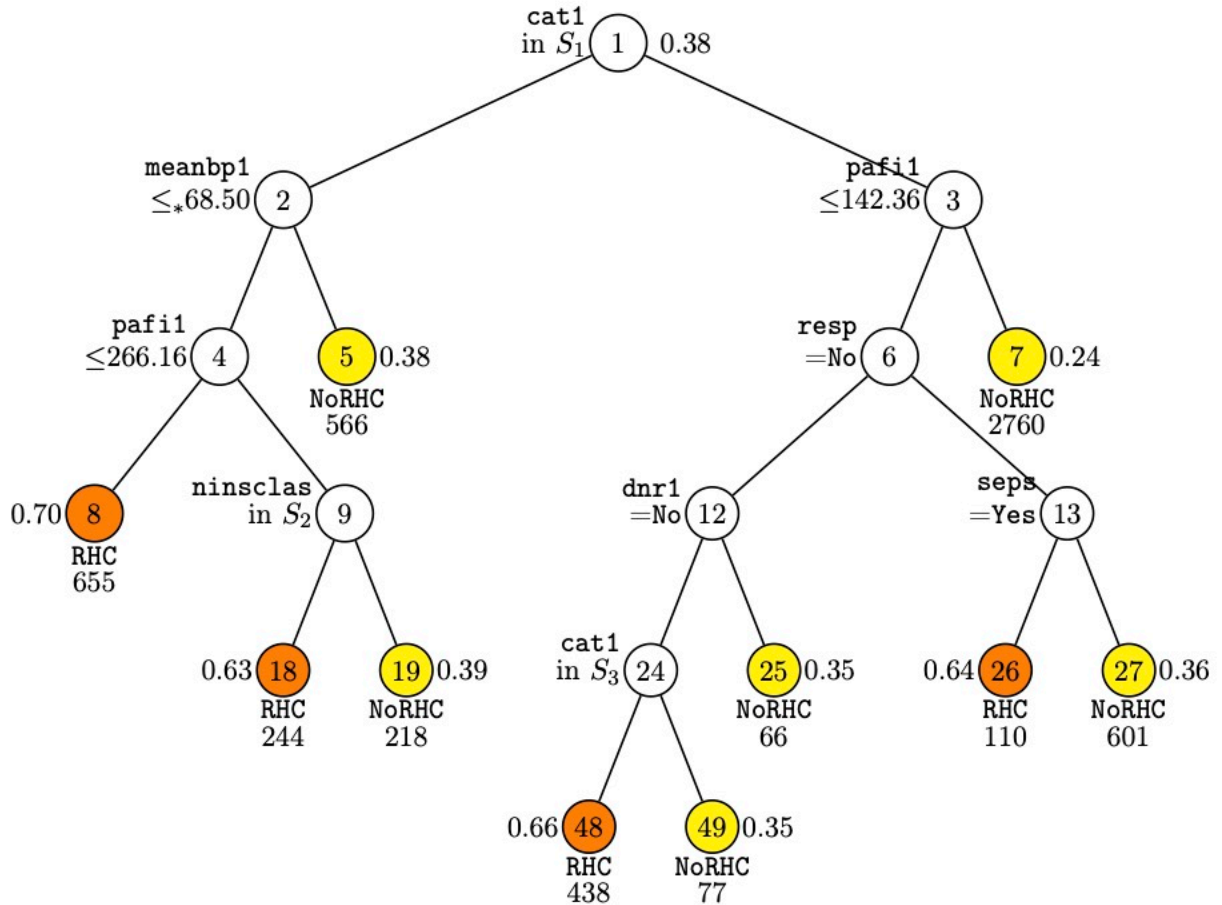 cat1
in S₁ 1 0.38
meanbp1
≤*68.50 2
pafi1
≤142.36 3
pafi1
≤266.16 4
5 0.38
NoRHC
566
resp
=No 6
7 0.24
NoRHC
2760
0.70 8
RHC
655
ninsclas
in S₂ 9
dnr1
=No 12
seps
=Yes 13
0.63 18
RHC
244
19 0.39
NoRHC
218
cat1
in S₃ 24
25 0.35
NoRHC
66
0.64 26
RHC
110
27 0.36
NoRHC
601
0.66 48
RHC
438
49 0.35
NoRHC
77